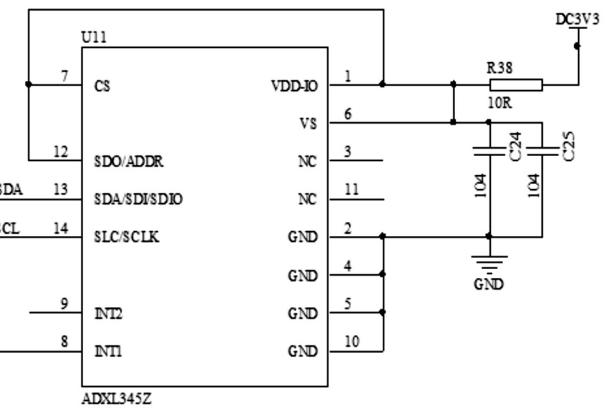 DC3V3
U11
R38
7 CS VDD-IO 1
10R
VS 6
C24
C25
12 SDO/ADDR NC 3
104
104
SDA 13 SDA/SDI/SDIO NC 11
SCL 14 SLC/SCLK GND 2
GND 4
GND
9 INT2 GND 5
8 INT1 GND 10
ADXL345Z